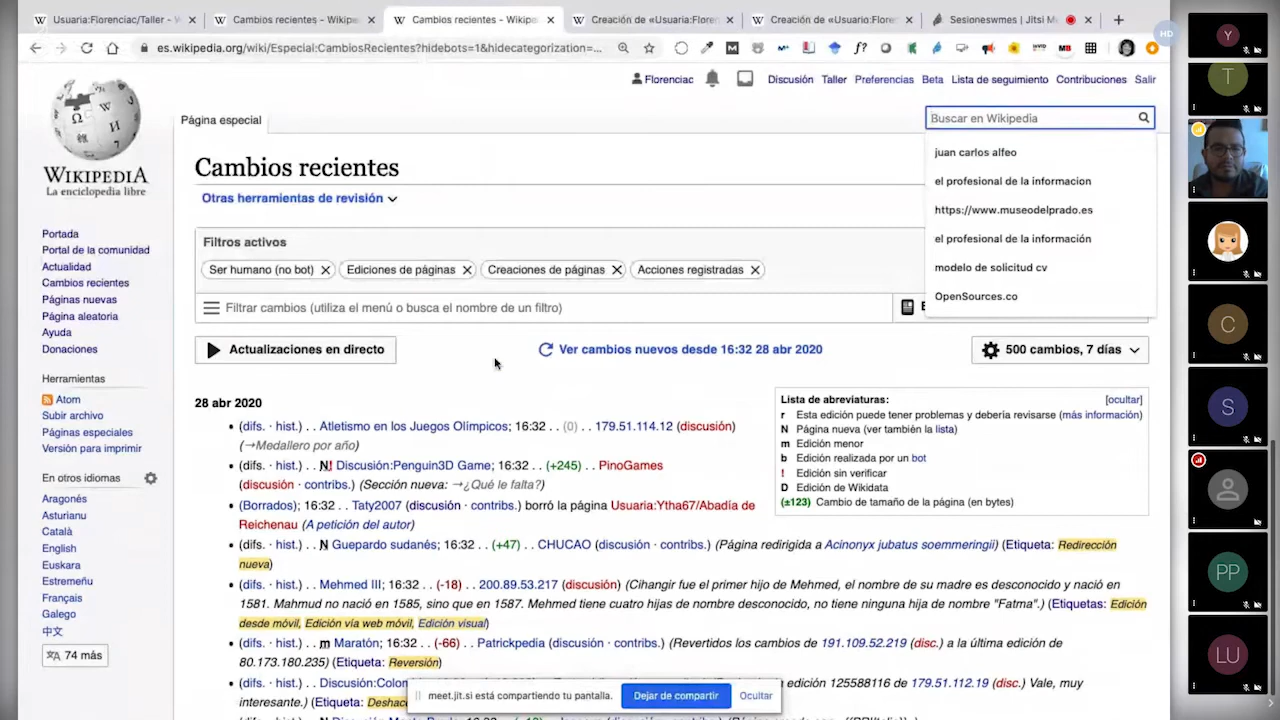 Usuaria:Florenciac/Taller - W
Cambios recientes - Wikipe
Cambios recientes - Wikipe
Creación de «Usuaria:Floren
Creación de «Usuario:Flore
Sesioneswmes | Jitsi M
es.wikipedia.org/wiki/Especial:CambiosRecientes?hidebots=1&hidecategorization=...
HD
Florenciac Discusión Taller Preferencias Beta Lista de seguimiento Contribuciones Salir
Página especial
Buscar en Wikipedia
WIKIPEDIA
La enciclopedia libre
juan carlos alfeo
el profesional de la informacion
https://www.museodelprado.es
el profesional de la información
modelo de solicitud cv
OpenSources.co
Cambios recientes
Otras herramientas de revisión
Filtros activos
Ser humano (no bot) Ediciones de páginas Creaciones de páginas Acciones registradas
Filtrar cambios (utiliza el menú o busca el nombre de un filtro)
Actualizaciones en directo
Ver cambios nuevos desde 16:32 28 abr 2020
500 cambios, 7 días
Portada
Portal de la comunidad
Actualidad
Cambios recientes
Páginas nuevas
Página aleatoria
Ayuda
Donaciones
Herramientas
Atom
Subir archivo
Páginas especiales
Versión para imprimir
En otros idiomas
Aragonés
Asturianu
Català
English
Euskara
Estremeñu
Français
Galego
中文
74 más
Lista de abreviaturas: [ocultar]
r Esta edición puede tener problemas y debería revisarse (más información)
N Página nueva (ver también la lista)
m Edición menor
b Edición realizada por un bot
! Edición sin verificar
D Edición de Wikidata
(±123) Cambio de tamaño de la página (en bytes)
28 abr 2020
(difs. · hist.) . . Atletismo en los Juegos Olímpicos; 16:32 . . (0) . . 179.51.114.12 (discusión)
(→Medallero por año)
(difs. · hist.) . . N! Discusión:Penguin3D Game; 16:32 . . (+245) . . PinoGames
(discusión · contribs.) (Sección nueva: →¿Qué le falta?)
(Borrados); 16:32 . . Taty2007 (discusión · contribs.) borró la página Usuaria:Ytha67/Abadía de
Reichenau (A petición del autor)
(difs. · hist.) . . N Guepardo sudanés; 16:32 . . (+47) . . CHUCAO (discusión · contribs.) (Página redirigida a Acinonyx jubatus soemmeringii) (Etiqueta: Redirección
nueva)
(difs. · hist.) . . Mehmed III; 16:32 . . (-18) . . 200.89.53.217 (discusión) (Cihangir fue el primer hijo de Mehmed, el nombre de su madre es desconocido y nació en
1581. Mahmud no nació en 1585, sino que en 1587. Mehmed tiene cuatro hijas de nombre desconocido, no tiene ninguna hija de nombre "Fatma".) (Etiquetas: Edición
desde móvil, Edición vía web móvil, Edición visual)
(difs. · hist.) . . m Maratón; 16:32 . . (-66) . . Patrickpedia (discusión · contribs.) (Revertidos los cambios de 191.109.52.219 (disc.) a la última edición de
80.173.180.235) (Etiqueta: Reversión)
(difs. · hist.) . . Discusión:Colom
edición 125588116 de 179.51.112.19 (disc.) Vale, muy
interesante.) (Etiqueta: Deshac
meet.jit.si está compartiendo tu pantalla. Dejar de compartir Ocultar
Y
T
C
S
PP
LU